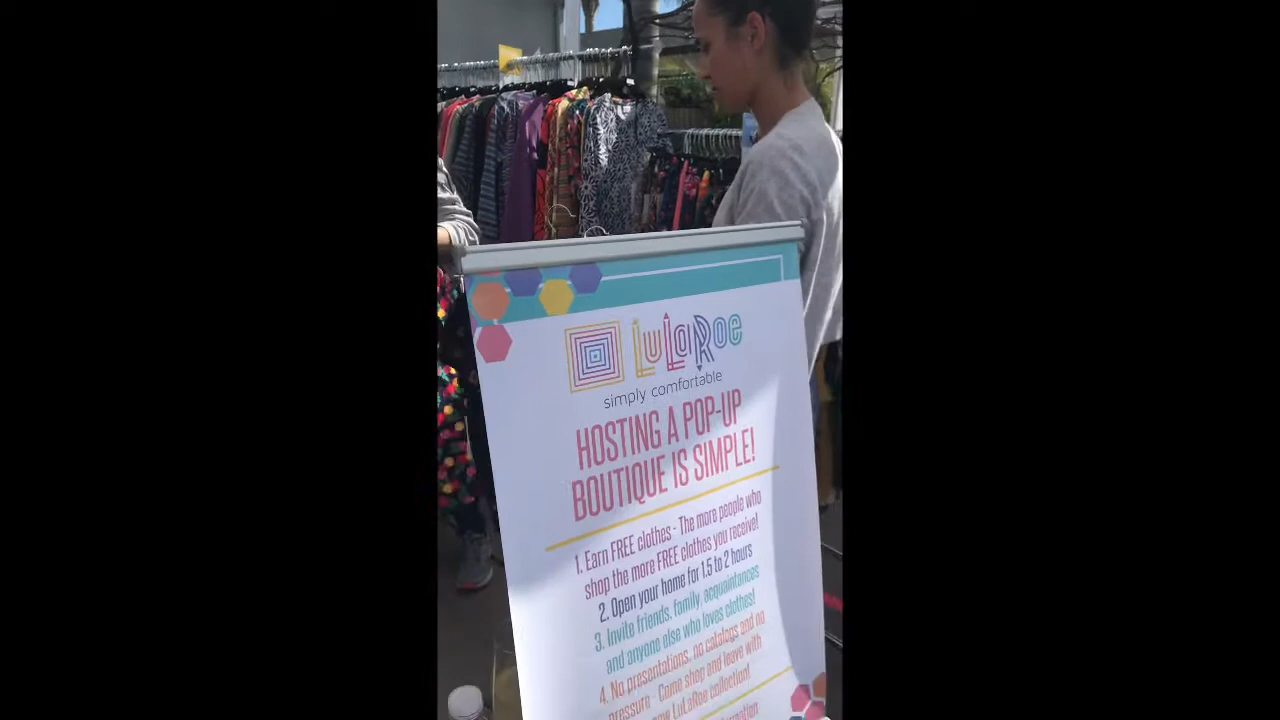 LuLaRoe
simply comfortable
HOSTING A POP-UP
BOUTIQUE IS SIMPLE!
1. Earn FREE clothes - The more people who
shop the more FREE clothes you receive!
2. Open your home for 1.5 to 2 hours
3. Invite friends, family, acquaintances
and anyone else who loves clothes!
4. No presentations, no catalogs and no
pressure - Come shop and leave with
LuLaRoe collection!